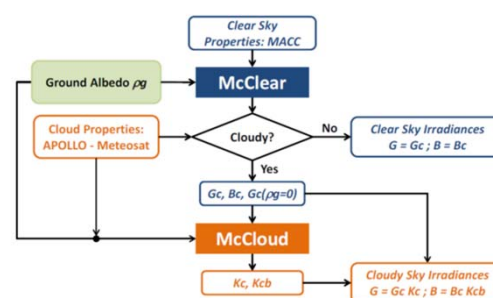 Clear Sky
Properties: MACC
Ground Albedo ρg
McClear
Cloud Properties:
APOLLO - Meteosat
Cloudy?
No
Clear Sky Irradiances
G = Gc ; B = Bc
Yes
Gc, Bc, Gc(ρg=0)
McCloud
Kc, Kcb
Cloudy Sky Irradiances
G = Gc Kc ; B = Bc Kcb